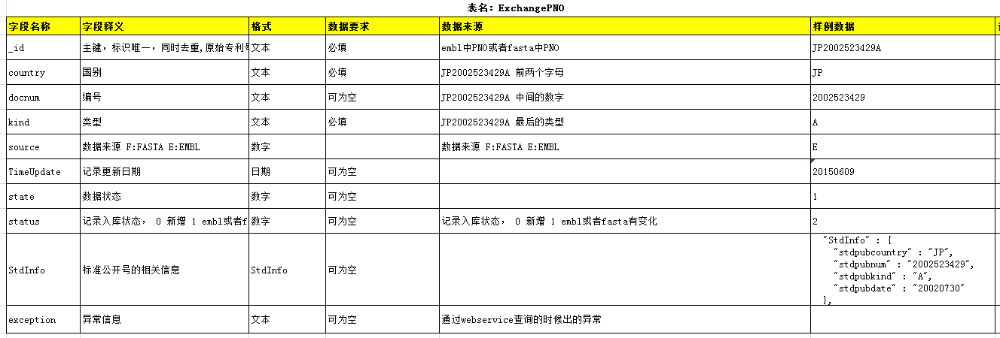 表名：ExchangePNO
字段名称 字段释义 格式 数据要求 数据来源 样例数据
_id 主键，标识唯一，同时去重,原始专利号 文本 必填 embl中PNO或者fasta中PNO JP2002523429A
country 国别 文本 必填 JP2002523429A 前两个字母 JP
docnum 编号 文本 可为空 JP2002523429A 中间的数字 2002523429
kind 类型 文本 必填 JP2002523429A 最后的类型 A
source 数据来源 F:FASTA E:EMBL 数字 数据来源 F:FASTA E:EMBL E
TimeUpdate 记录更新日期 日期 可为空 20150609
state 数据状态 数字 可为空 1
status 记录入库状态， 0 新增 1 embl或者f 数字 可为空 记录入库状态， 0 新增 1 embl或者fasta有变化 2
StdInfo 标准公开号的相关信息 StdInfo 可为空
"StdInfo" : {
"stdpubcountry" : "JP",
"stdpubnum" : "2002523429",
"stdpubkind" : "A",
"stdpubdate" : "20020730"
},
exception 异常信息 文本 可为空 通过webservice查询的时候出的异常